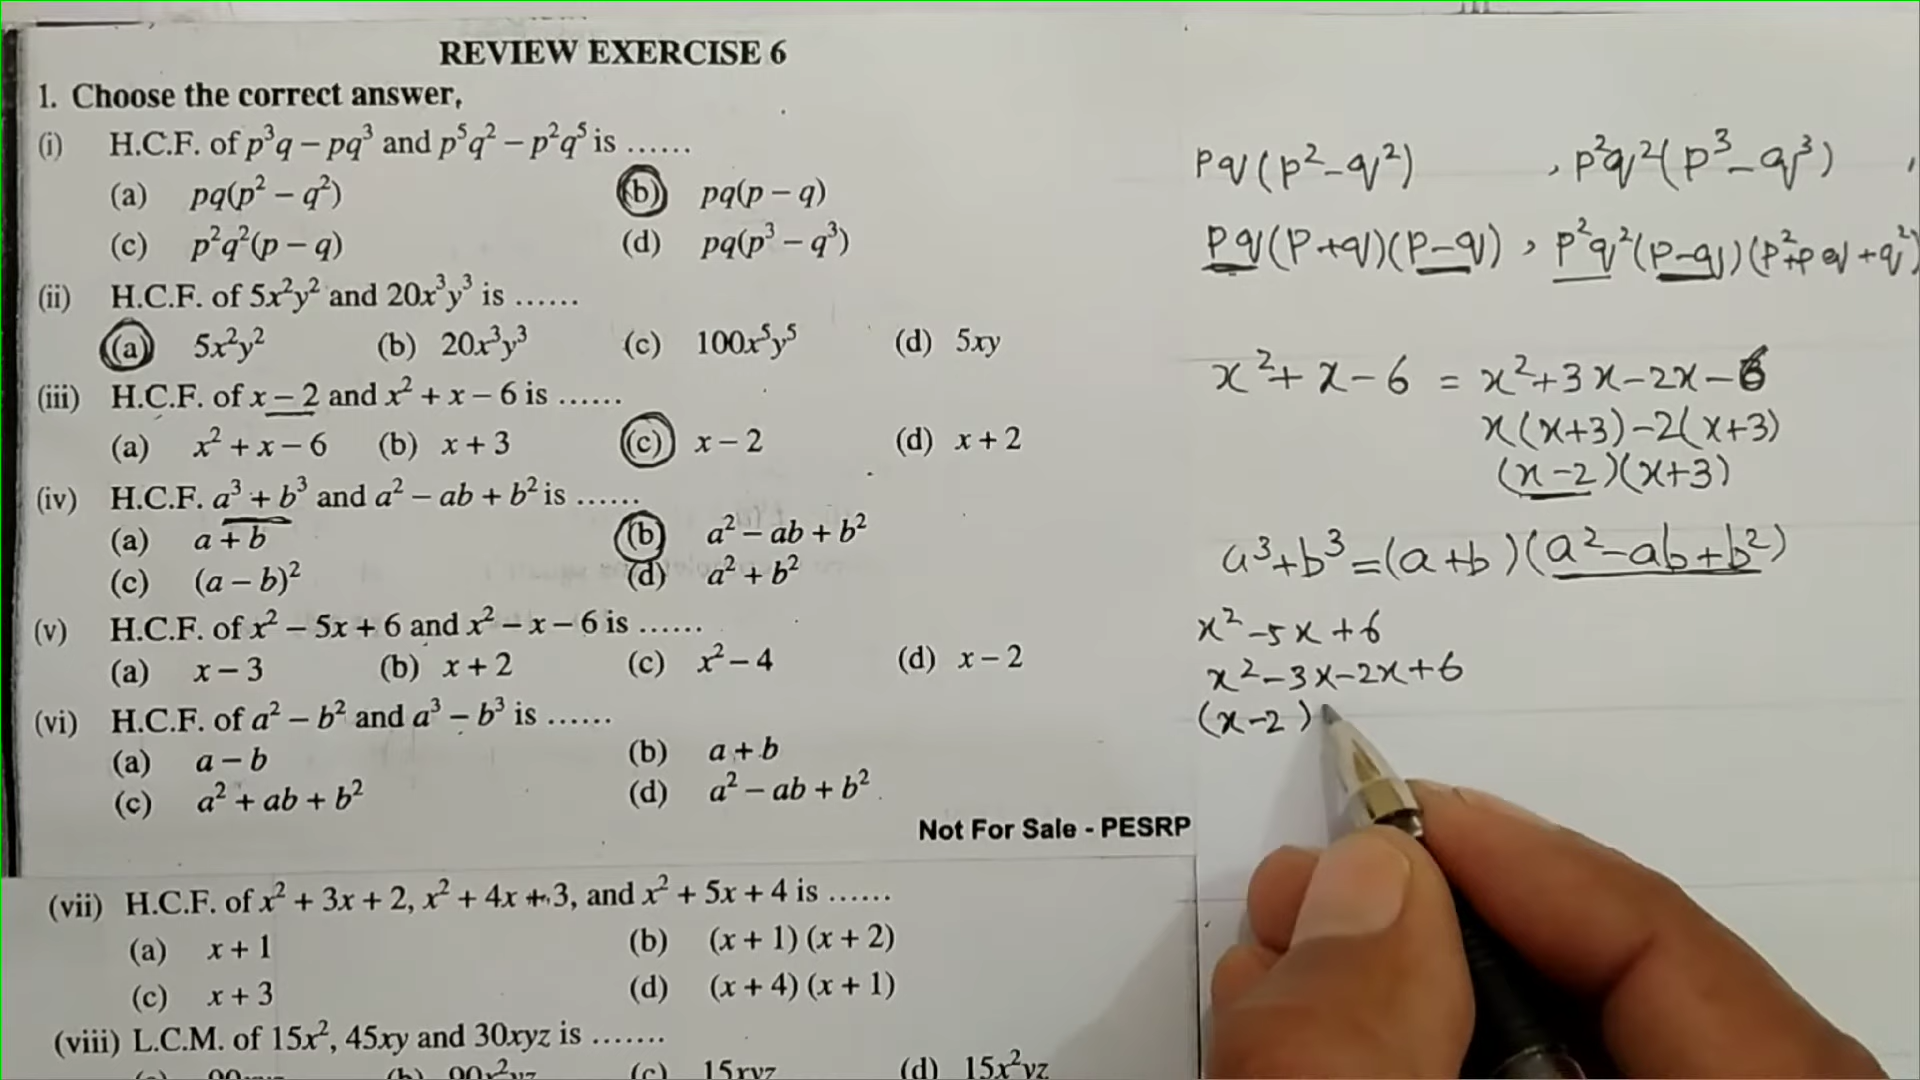 REVIEW EXERCISE 6
1. Choose the correct answer,
(i) H.C.F. of p³q – pq³ and p⁵q² – p²q⁵ is ......
(a) pq(p² – q²) (b) pq(p – q)
(c) p²q²(p – q) (d) pq(p³ – q³)
(ii) H.C.F. of 5x²y² and 20x³y³ is ......
(a) 5x²y² (b) 20x³y³ (c) 100x⁵y⁵ (d) 5xy
(iii) H.C.F. of x – 2 and x² + x – 6 is ......
(a) x² + x – 6 (b) x + 3 (c) x – 2 (d) x + 2
(iv) H.C.F. a³ + b³ and a² – ab + b² is ......
(a) a + b (b) a² – ab + b²
(c) (a – b)² (d) a² + b²
(v) H.C.F. of x² – 5x + 6 and x² – x – 6 is ......
(a) x – 3 (b) x + 2 (c) x² – 4 (d) x – 2
(vi) H.C.F. of a² – b² and a³ – b³ is ......
(a) a – b (b) a + b
(c) a² + ab + b² (d) a² – ab + b²
Not For Sale - PESRP
(vii) H.C.F. of x² + 3x + 2, x² + 4x + 3, and x² + 5x + 4 is ......
(a) x + 1 (b) (x + 1) (x + 2)
(c) x + 3 (d) (x + 4) (x + 1)
(viii) L.C.M. of 15x², 45xy and 30xyz is .......
(c) 15xyz (d) 15x²yz
pq(p²-q²) , p²q²(p³-q³) ,
pq(p+q)(p-q) , p²q²(p-q)(p²+pq+q²)
x²+x-6 = x²+3x-2x-6
x(x+3)-2(x+3)
(x-2)(x+3)
a³+b³=(a+b)(a²-ab+b²)
x²-5x+6
x²-3x-2x+6
(x-2)